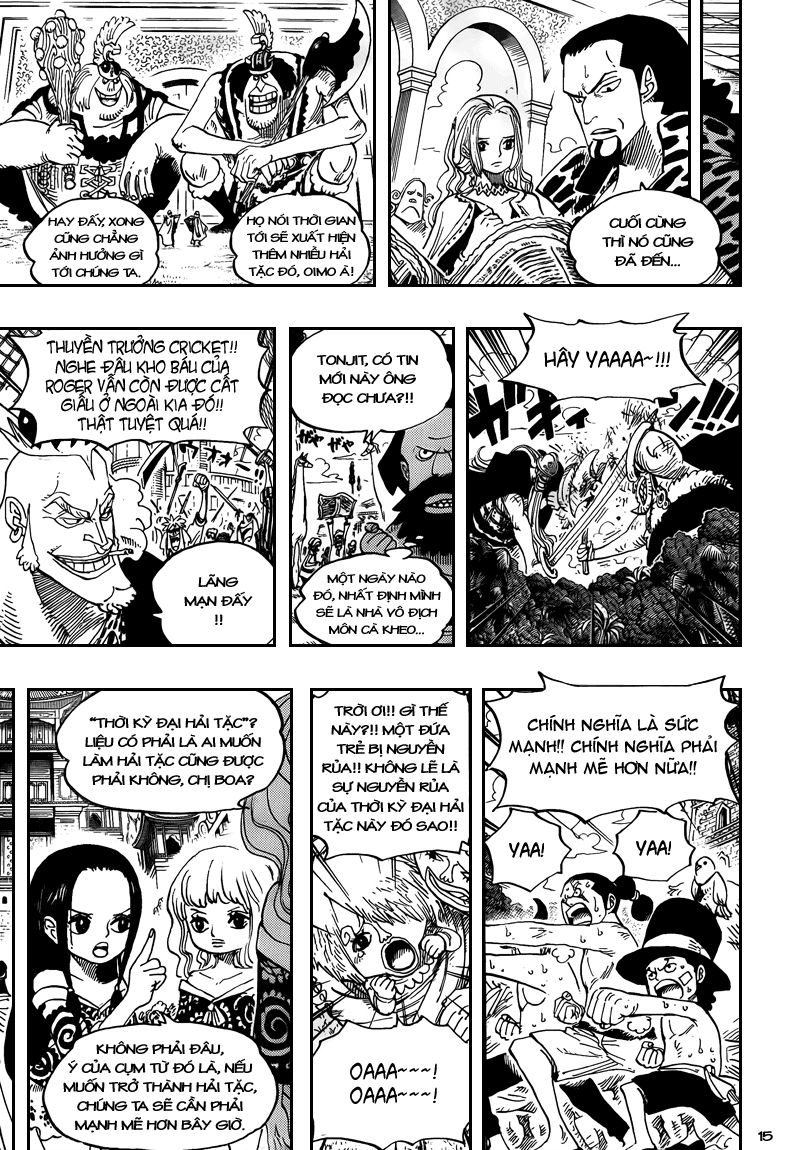 CUỐI CÙNG
THÌ NÓ CŨNG
ĐÃ ĐẾN...
HỌ NÓI THỜI GIAN
TỚI SẼ XUẤT HIỆN
THÊM NHIỀU HẢI
TẶC ĐÓ, OIMO À!
HAY ĐẤY, XONG
CŨNG CHẲNG
ẢNH HƯỞNG GÌ
TỚI CHÚNG TA.
HÂY YAAAA~!!!
ガキィ!!!
TONJIT, CÓ TIN
MỚI NÀY ÔNG
ĐỌC CHƯA?!!
ガヤ
ガヤ
MỘT NGÀY NÀO
ĐÓ, NHẤT ĐỊNH MÌNH
SẼ LÀ NHÀ VÔ ĐỊCH
MÔN CÀ KHEO...
THUYỀN TRƯỞNG CRICKET!!
NGHE ĐÂU KHO BÁU CỦA
ROGER VẪN CÒN ĐƯỢC CẤT
GIẤU Ở NGOÀI KIA ĐÓ!!
THẬT TUYỆT QUÁ!!
LÃNG
MẠN ĐẤY
!!
CHÍNH NGHĨA LÀ SỨC
MẠNH!! CHÍNH NGHĨA PHẢI
MẠNH MẼ HƠN NỮA!!
YAA!
YAA!
TRỜI ƠI!! GÌ THẾ
NÀY?!! MỘT ĐỨA
TRẺ BỊ NGUYỀN
RỦA!! KHÔNG LẼ LÀ
SỰ NGUYỀN RỦA
CỦA THỜI KỲ ĐẠI HẢI
TẶC NÀY ĐÓ SAO!!
OAAA~~~!
OAAA~~~!
“THỜI KỲ ĐẠI HẢI TẶC”?
LIỆU CÓ PHẢI LÀ AI MUỐN
LÀM HẢI TẶC CŨNG ĐƯỢC
PHẢI KHÔNG, CHỊ BOA?
KHÔNG PHẢI ĐÂU,
Ý CỦA CỤM TỪ ĐÓ LÀ, NẾU
MUỐN TRỞ THÀNH HẢI TẶC,
CHÚNG TA SẼ CẦN PHẢI
MẠNH MẼ HƠN BÂY GIỜ.
15